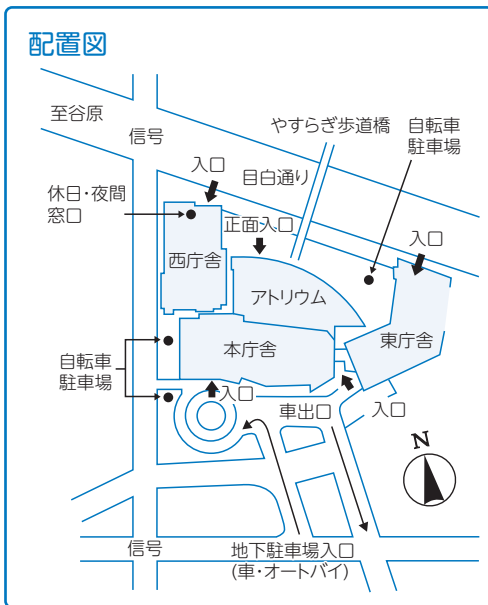 配置図
至谷原
信号
やすらぎ歩道橋
自転車
駐車場
入口
目白通り
休日・夜間
窓口
正面入口
入口
西庁舎
アトリウム
東庁舎
本庁舎
自転車
駐車場
入口
車出口
入口
N
信号
地下駐車場入口
(車・オートバイ)